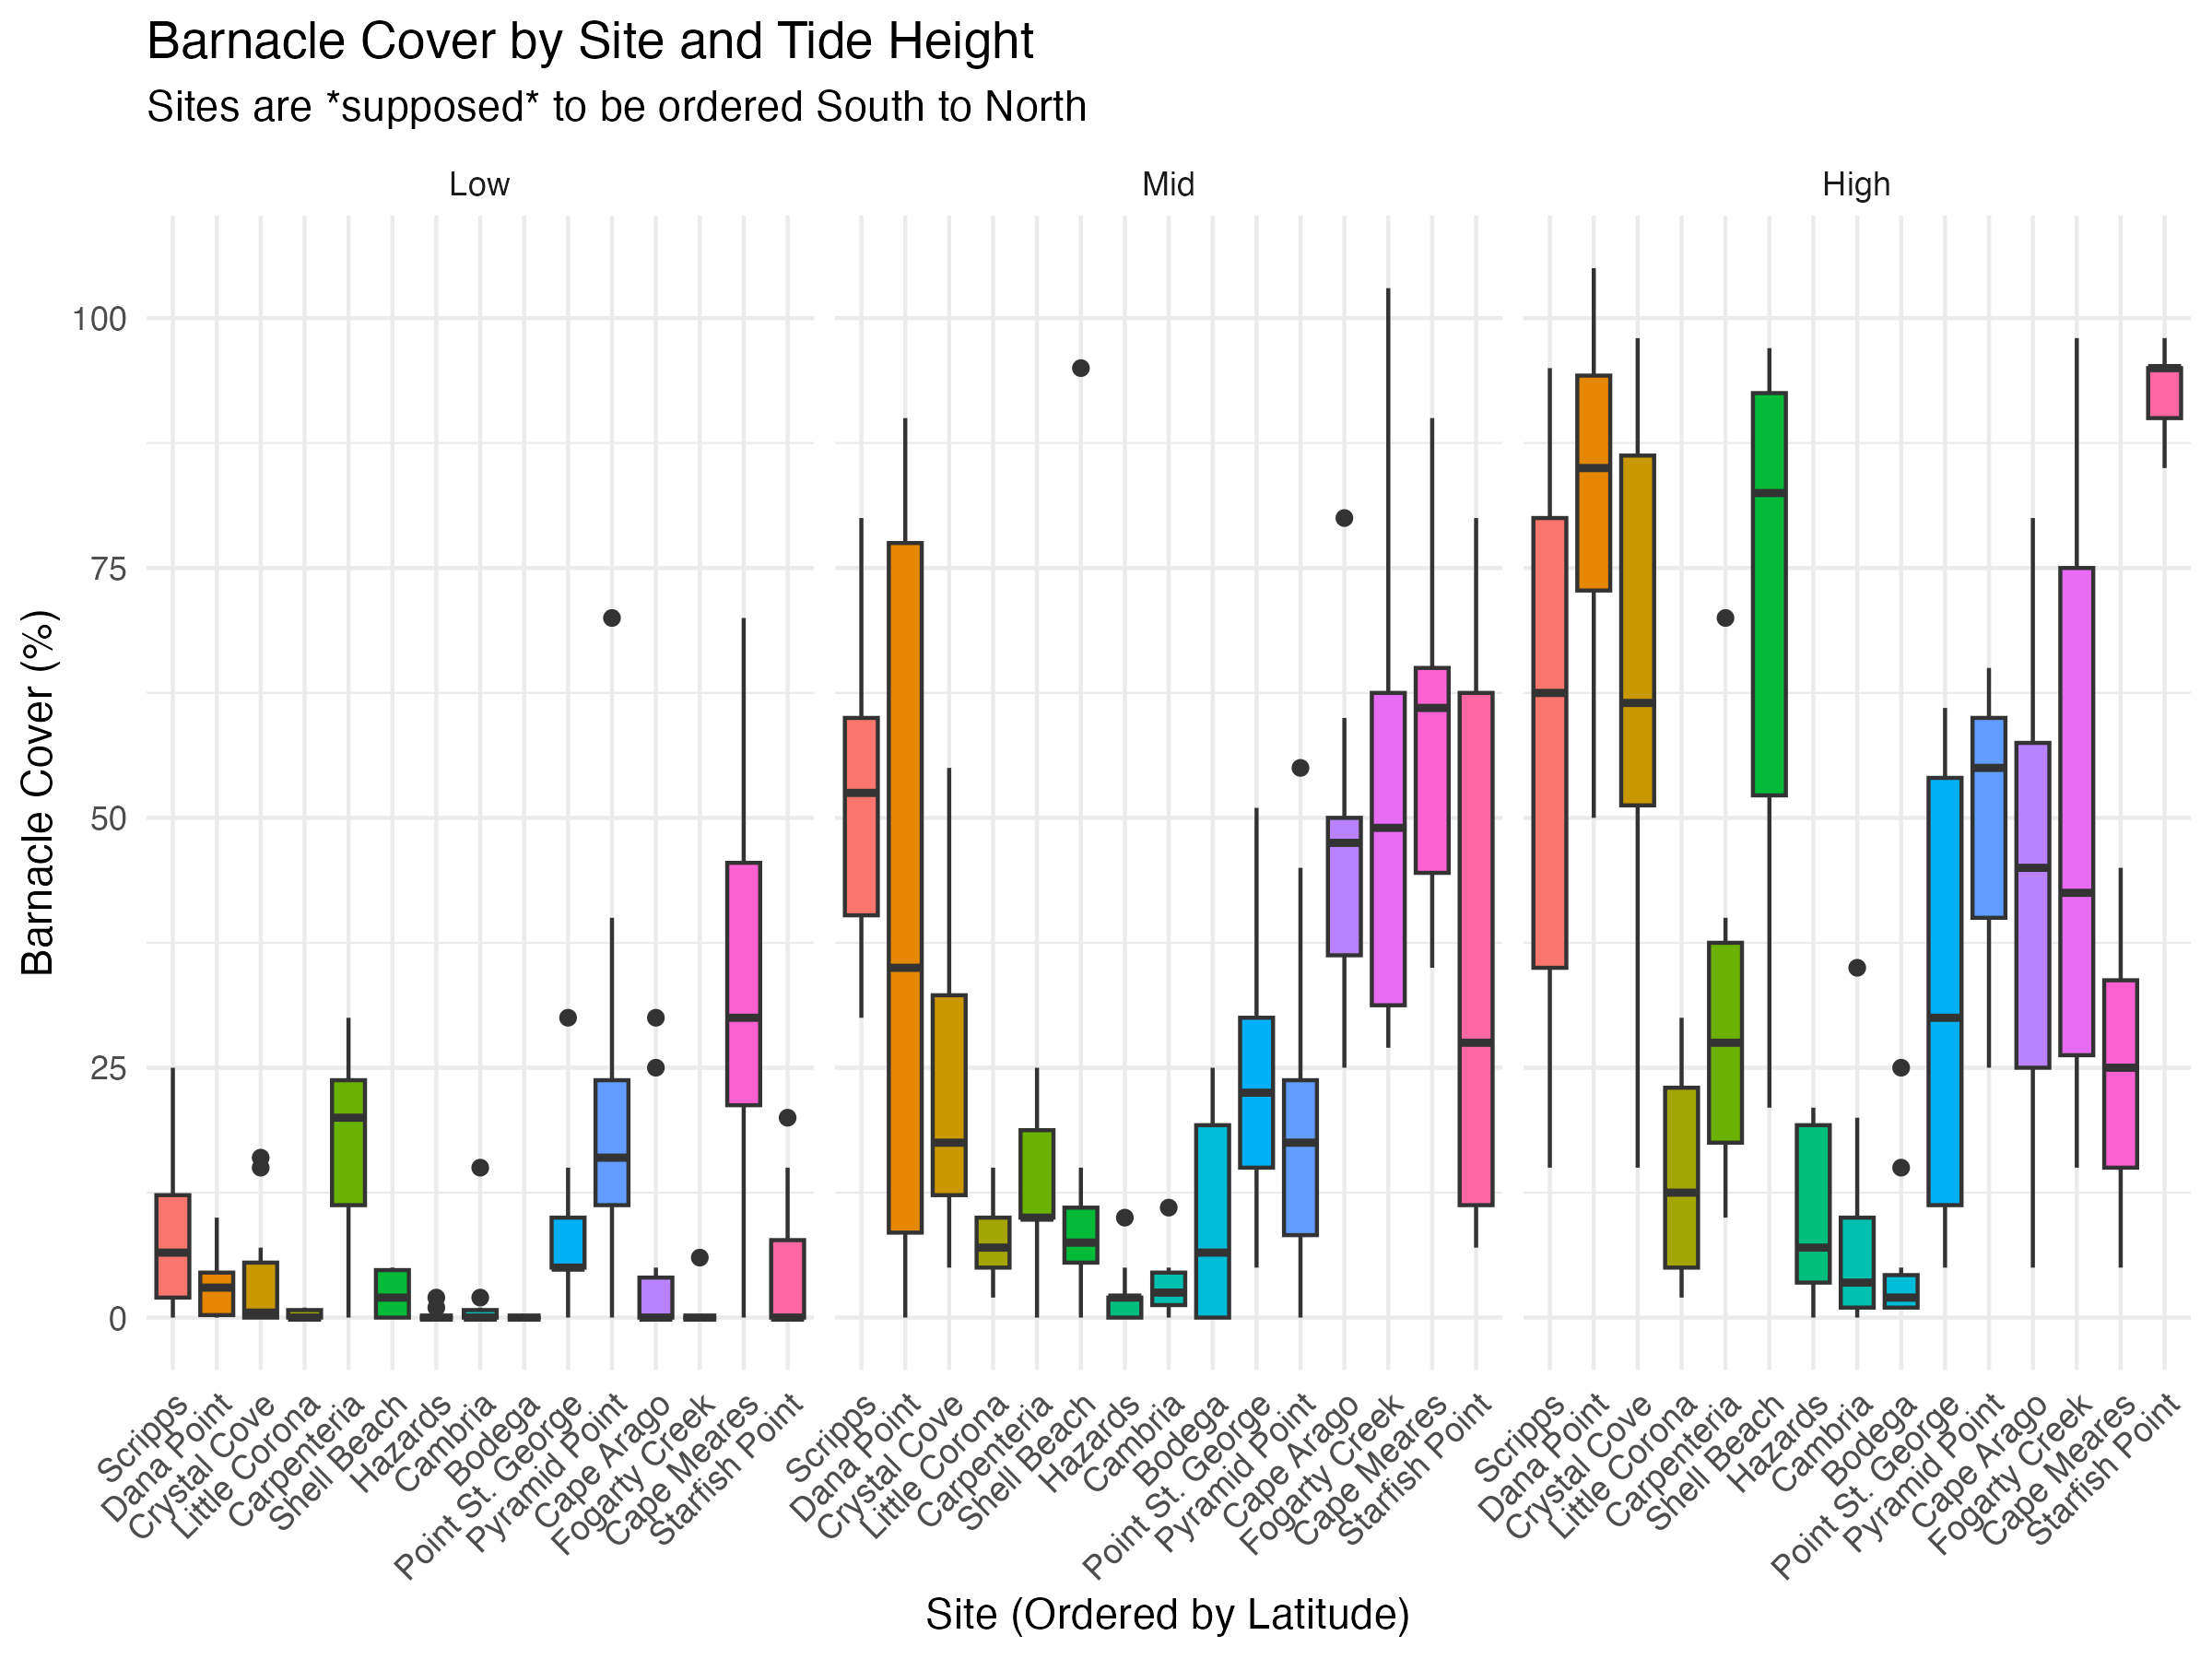 Barnacle Cover by Site and Tide Height
Sites are *supposed* to be ordered South to North
Low
Mid
High
Barnacle Cover (%)
100
75
50
25
0
Scripps
Dana Point
Crystal Cove
Little Corona
Carpenteria
Shell Beach
Hazards
Cambria
Bodega
Point St. George
Pyramid Point
Cape Arago
Fogarty Creek
Cape Meares
Starfish Point
Scripps
Dana Point
Crystal Cove
Little Corona
Carpenteria
Shell Beach
Hazards
Cambria
Bodega
Point St. George
Pyramid Point
Cape Arago
Fogarty Creek
Cape Meares
Starfish Point
Scripps
Dana Point
Crystal Cove
Little Corona
Carpenteria
Shell Beach
Hazards
Cambria
Bodega
Point St. George
Pyramid Point
Cape Arago
Fogarty Creek
Cape Meares
Starfish Point
Site (Ordered by Latitude)